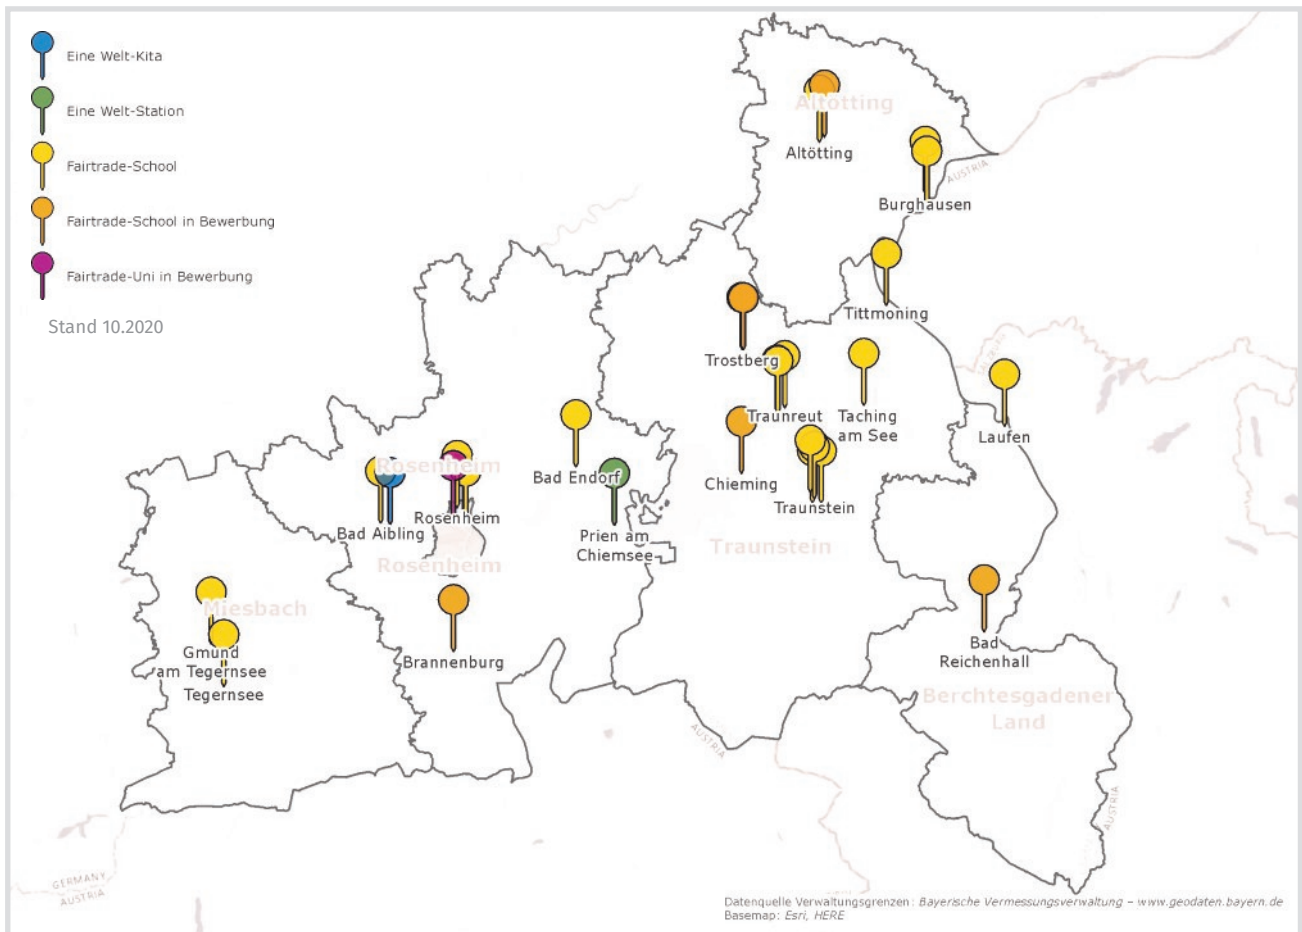 Eine Welt-Kita
Eine Welt-Station
Fairtrade-School
Fairtrade-School in Bewerbung
Fairtrade-Uni in Bewerbung
Stand 10.2020
Altötting
Altötting
AUSTRIA
Burghausen
Tittmoning
SALZBURG
Trostberg
Traunreut
Taching
am See
Laufen
Rosenheim
Bad Endorf
Chieming
Traunstein
Rosenheim
Bad Aibling
Prien am
Chiemsee
Traunstein
Rosenheim
Miesbach
Gmund
am Tegernsee
Tegernsee
Brannenburg
Bad
Reichenhall
Berchtesgadener
Land
AUSTRIA
AUSTRIA
GERMANY
AUSTRIA
Datenquelle Verwaltungsgrenzen: Bayerische Vermessungsverwaltung – www.geodaten.bayern.de
Basemap: Esri, HERE